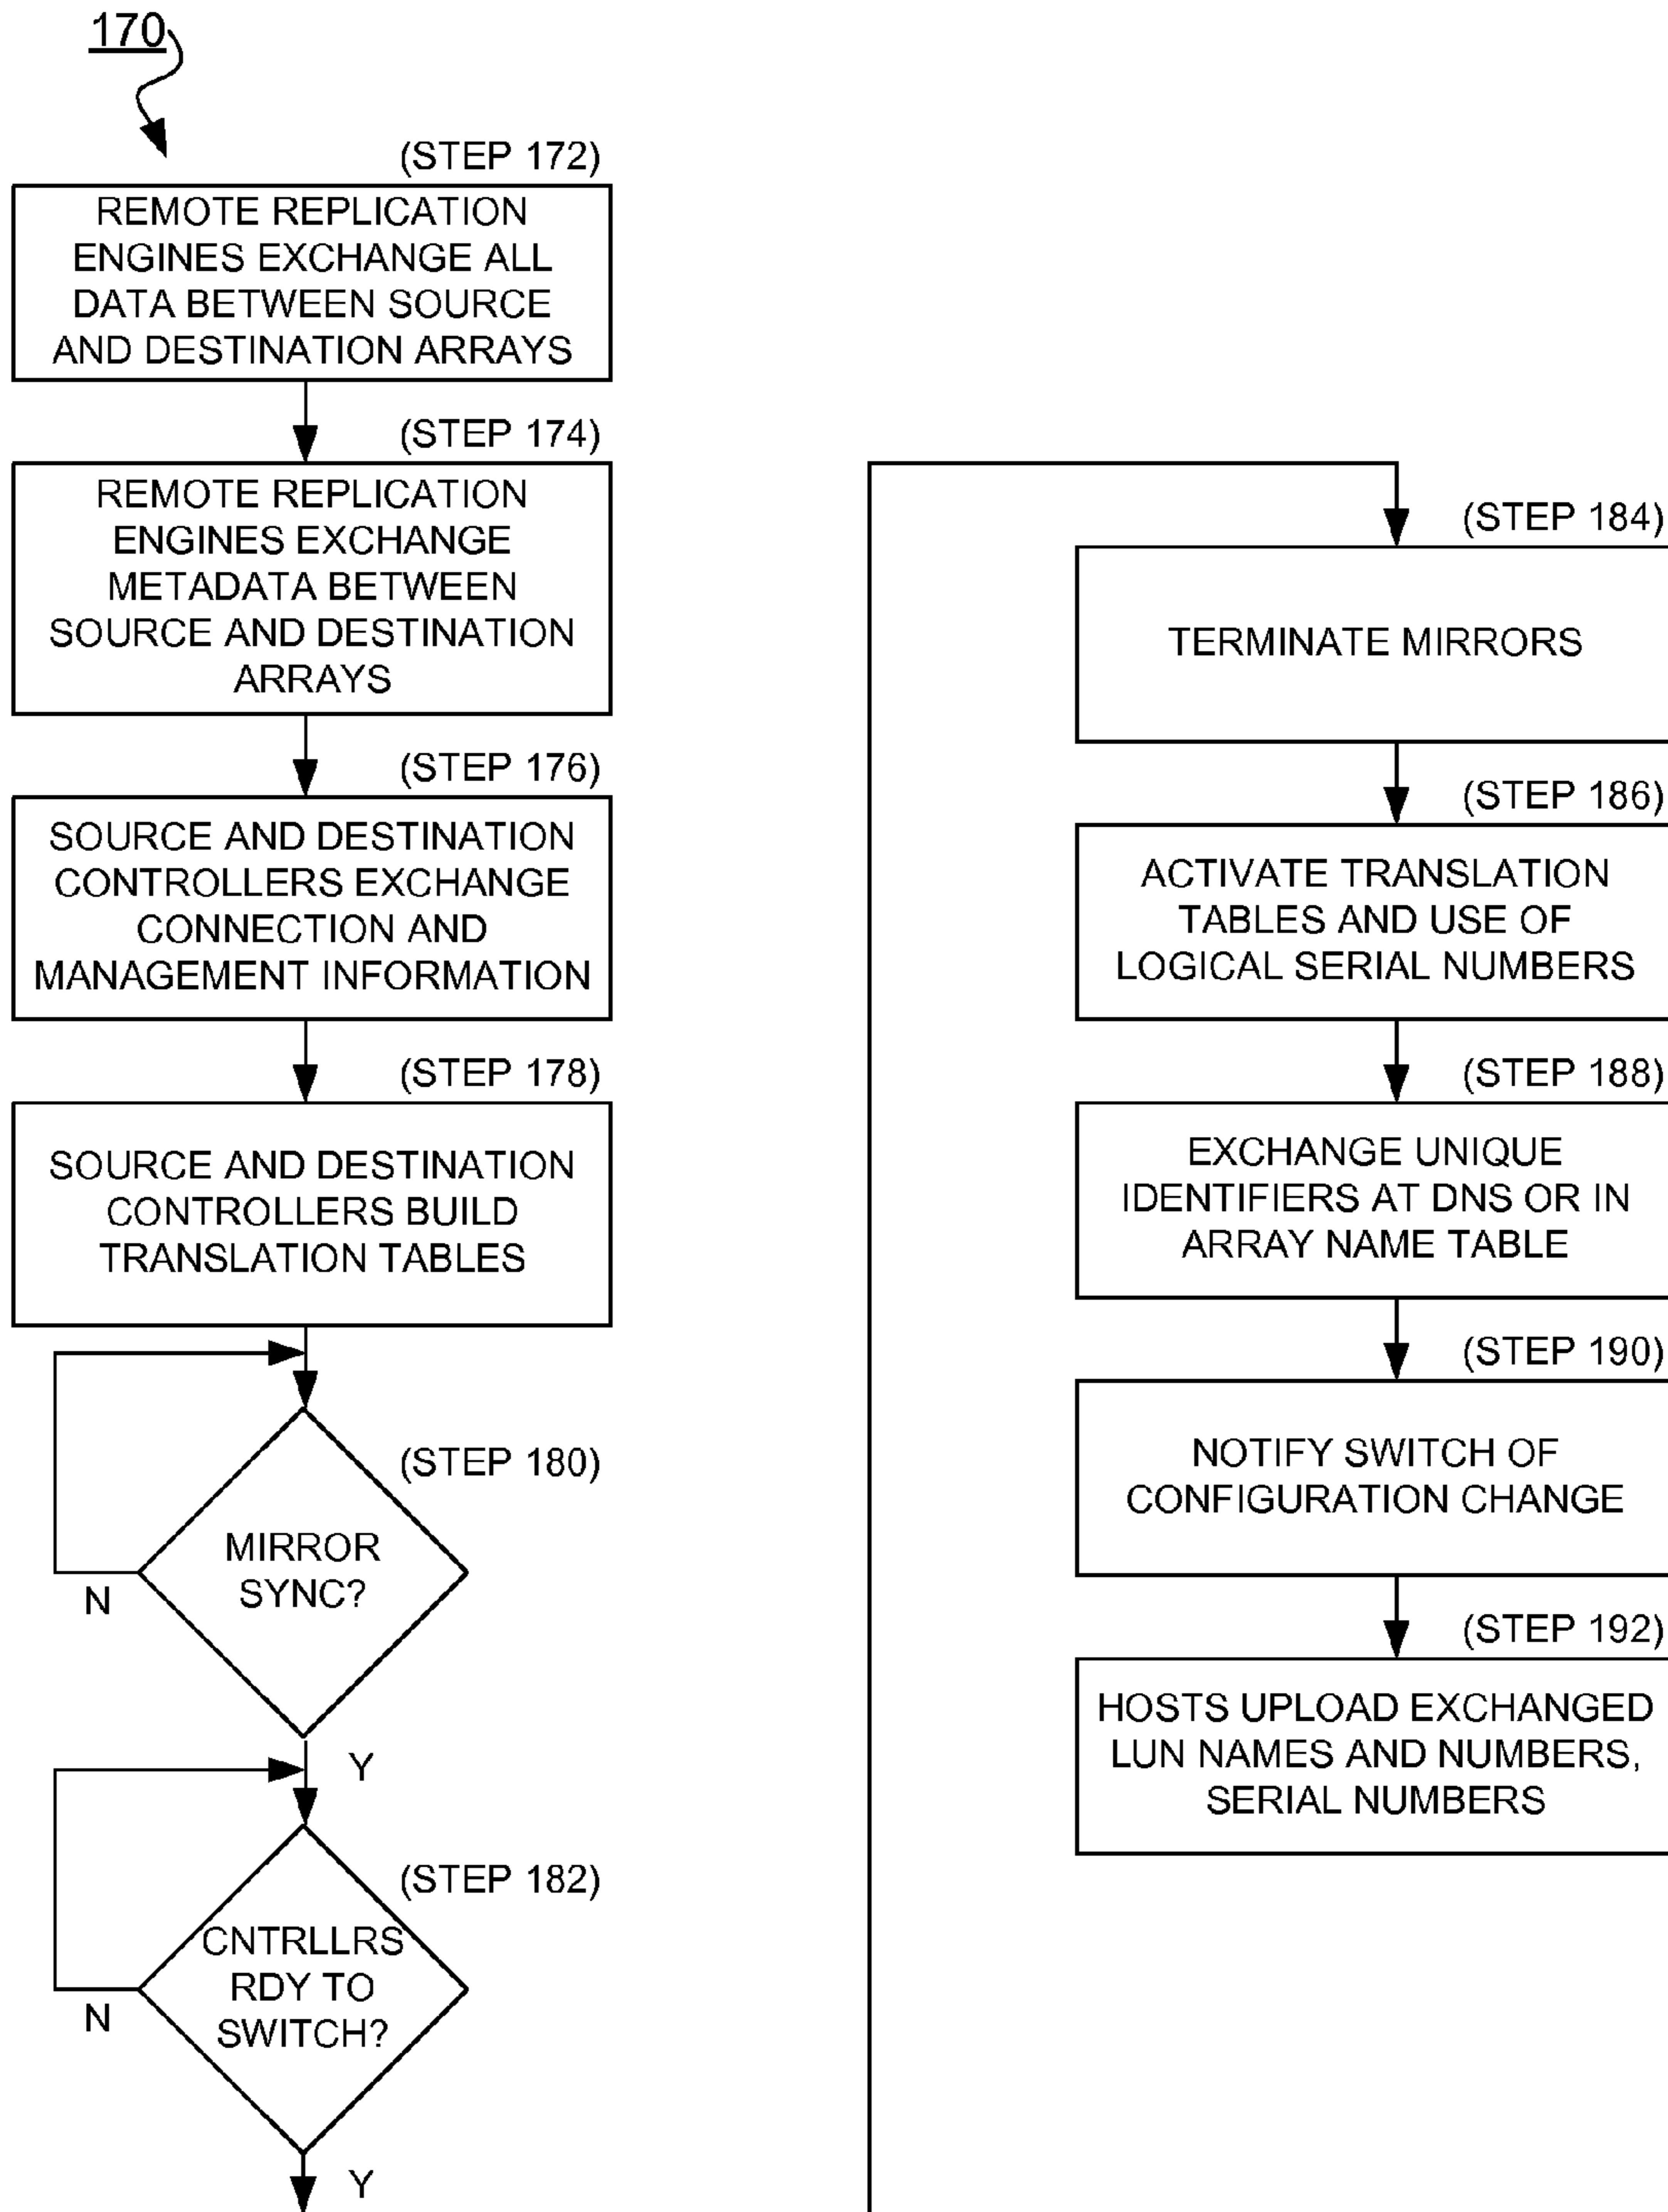 170
(STEP 172)
REMOTE REPLICATION
ENGINES EXCHANGE ALL
DATA BETWEEN SOURCE
AND DESTINATION ARRAYS
(STEP 174)
REMOTE REPLICATION
ENGINES EXCHANGE
METADATA BETWEEN
SOURCE AND DESTINATION
ARRAYS
(STEP 176)
SOURCE AND DESTINATION
CONTROLLERS EXCHANGE
CONNECTION AND
MANAGEMENT INFORMATION
(STEP 178)
SOURCE AND DESTINATION
CONTROLLERS BUILD
TRANSLATION TABLES
(STEP 180)
MIRROR
SYNC?
N
Y
(STEP 182)
CNTRLLRS
RDY TO
SWITCH?
N
Y
(STEP 184)
TERMINATE MIRRORS
(STEP 186)
ACTIVATE TRANSLATION
TABLES AND USE OF
LOGICAL SERIAL NUMBERS
(STEP 188)
EXCHANGE UNIQUE
IDENTIFIERS AT DNS OR IN
ARRAY NAME TABLE
(STEP 190)
NOTIFY SWITCH OF
CONFIGURATION CHANGE
(STEP 192)
HOSTS UPLOAD EXCHANGED
LUN NAMES AND NUMBERS,
SERIAL NUMBERS